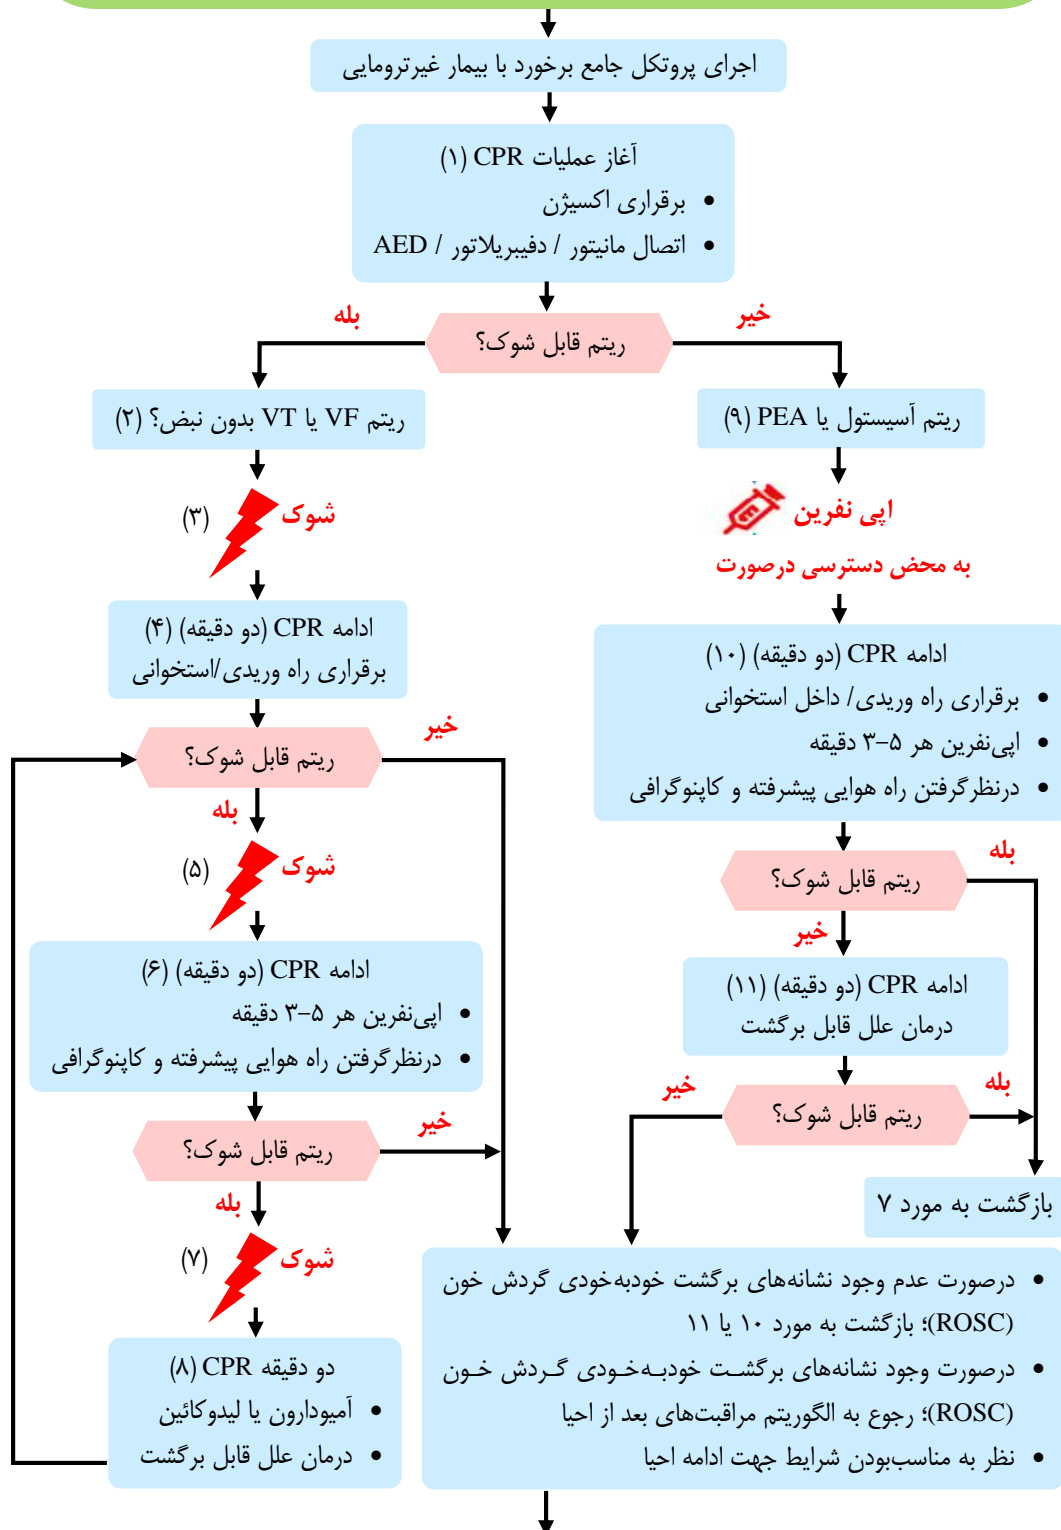 اجرای پروتکل جامع برخورد با بیمار غیرترومایی
آغاز عملیات CPR (۱)
• برقراری اکسیژن
• اتصال مانیتور / دفیبریلاتور / AED
ریتم قابل شوک؟
خیر
بله
ریتم آسیستول یا PEA (۹)
اپی نفرین
به محض دسترسی درصورت
ادامه CPR (دو دقیقه) (۱۰)
• برقراری راه وریدی/ داخل استخوانی
• اپی‌نفرین هر ۵-۳ دقیقه
• درنظرگرفتن راه هوایی پیشرفته و کاپنوگرافی
ریتم قابل شوک؟
بله
خیر
ادامه CPR (دو دقیقه) (۱۱)
درمان علل قابل برگشت
ریتم قابل شوک؟
بله
خیر
بازگشت به مورد ۷
ریتم VF یا VT بدون نبض؟ (۲)
شوک (۳)
ادامه CPR (دو دقیقه) (۴)
برقراری راه وریدی/استخوانی
ریتم قابل شوک؟
خیر
بله
شوک (۵)
ادامه CPR (دو دقیقه) (۶)
• اپی‌نفرین هر ۵-۳ دقیقه
• درنظرگرفتن راه هوایی پیشرفته و کاپنوگرافی
ریتم قابل شوک؟
خیر
بله
شوک (۷)
دو دقیقه CPR (۸)
• آمیودارون یا لیدوکائین
• درمان علل قابل برگشت
• درصورت عدم وجود نشانه‌های برگشت خودبه‌خودی گردش خون
(ROSC)؛ بازگشت به مورد ۱۰ یا ۱۱
• درصورت وجود نشانه‌های برگشت خودبه‌خودی گردش خون
(ROSC)؛ رجوع به الگوریتم مراقبت‌های بعد از احیا
• نظر به مناسب‌بودن شرایط جهت ادامه احیا